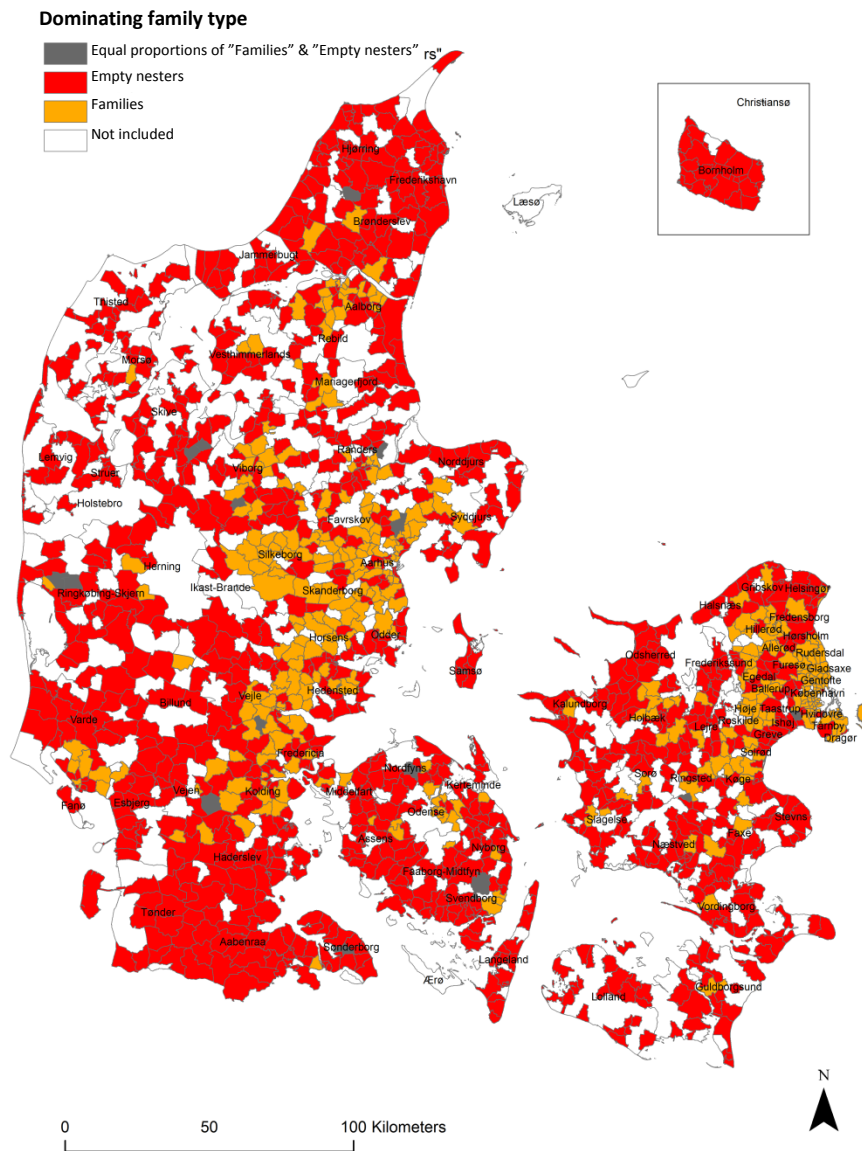 Dominating family type
Equal proportions of ”Families” & ”Empty nesters” rs"
Empty nesters
Families
Not included
Christiansø
Bornholm
Hjørring
Frederikshavn
Læsø
Brønderslev
Jammerbugt
Thisted
Aalborg
Rebild
Vesthimmerlands
Morsø
Mariagerfjord
Skive
Randers
Lemvig
Norddjurs
Viborg
Struer
Holstebro
Favrskov
Syddjurs
Silkeborg
Herning
Aarhus
Ikast-Brande
Skanderborg
Ringkøbing-Skjern
Gribskov
Helsingør
Halsnæs
Fredensborg
Hillerød
Horsens
Odder
Hørsholm
Allerød
Rudersdal
Odsherred
Frederikssund
Furesø
Gladsaxe
Samsø
Egedal
Gentofte
Hedensted
Ballerup
København
Vejle
Billund
Kalundborg
Varde
Holbæk
Høje Taastrup
Hvidovre
Lejre
Roskilde
Ishøj
Tårnby
Greve
Dragør
Fredericia
Solrød
Nordfyns
Sorø
Ringsted
Køge
Kerteminde
Vejen
Kolding
Middelfart
Fanø
Esbjerg
Odense
Slagelse
Stevns
Assens
Faxe
Nyborg
Næstved
Haderslev
Faaborg-Midtfyn
Svendborg
Vordingborg
Tønder
Aabenraa
Sønderborg
Langeland
Ærø
Guldborgsund
Lolland
N
0 50 100 Kilometers